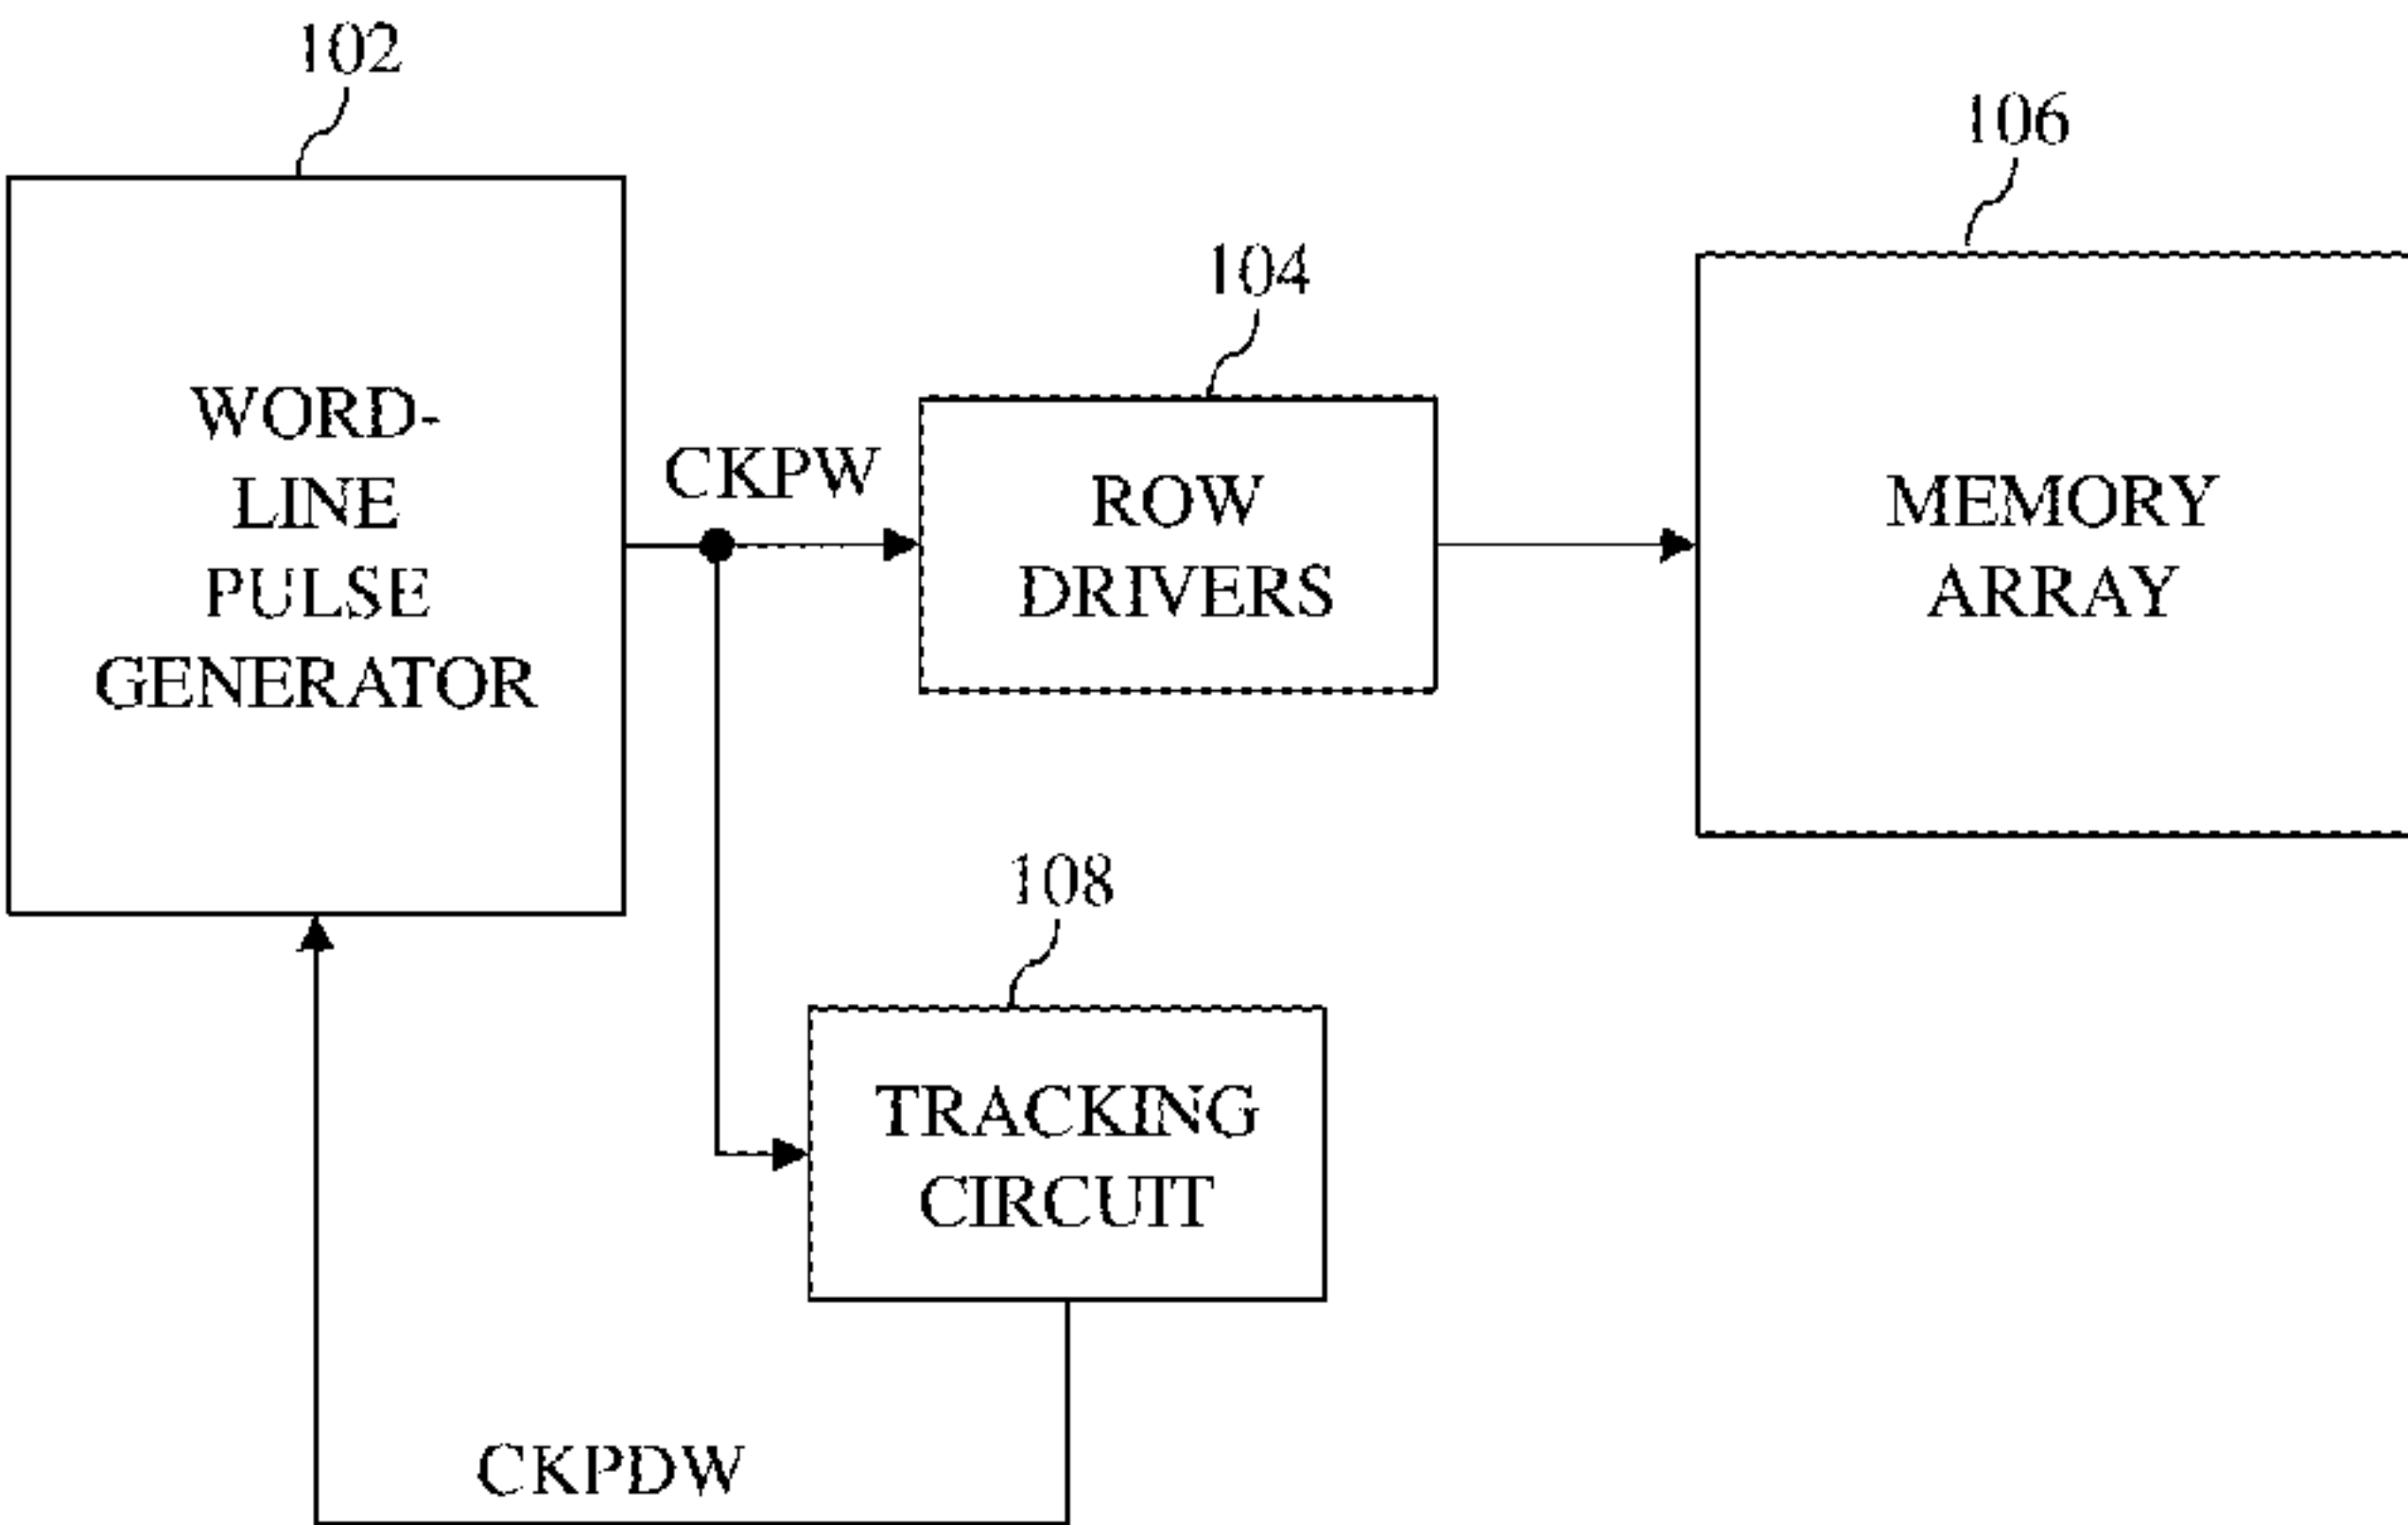 102
WORD-
LINE
PULSE
GENERATOR
CKPW
104
ROW
DRIVERS
106
MEMORY
ARRAY
108
TRACKING
CIRCUIT
CKPDW